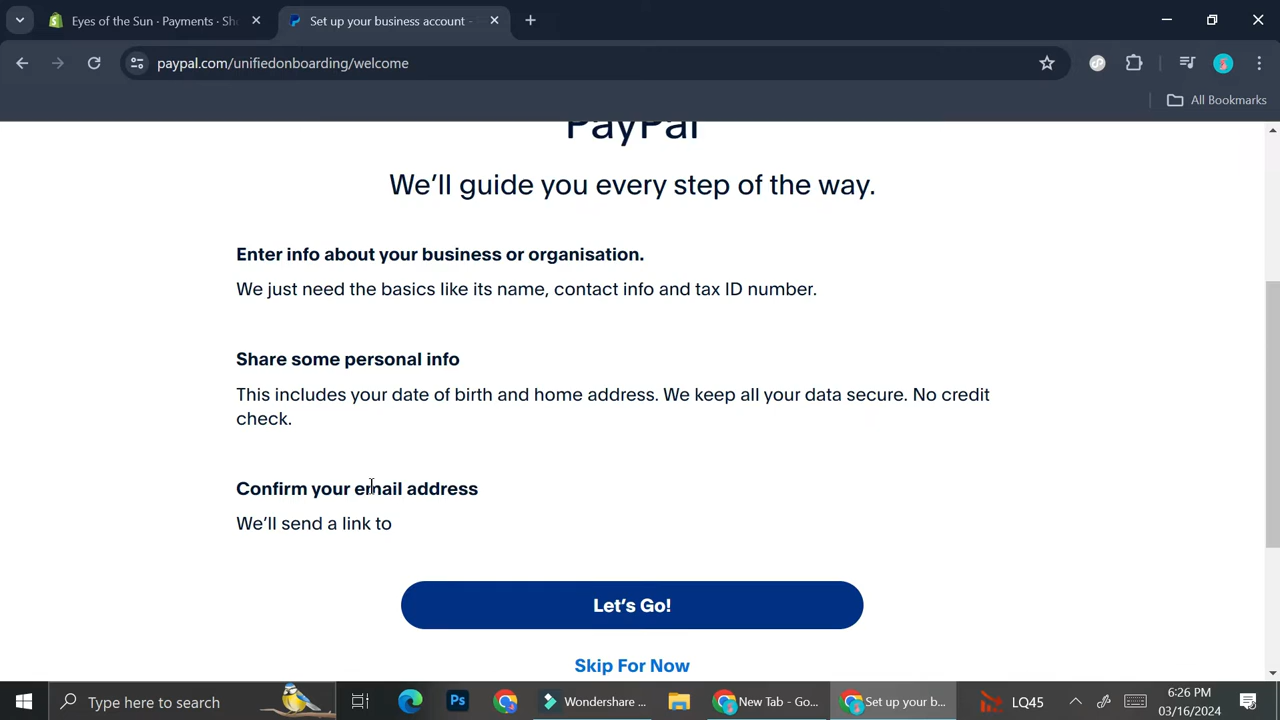 Eyes of the Sun · Payments · Sh
Set up your business account -
paypal.com/unifiedonboarding/welcome
All Bookmarks
PayPal
We'll guide you every step of the way.
Enter info about your business or organisation.
We just need the basics like its name, contact info and tax ID number.
Share some personal info
This includes your date of birth and home address. We keep all your data secure. No credit
check.
Confirm your email address
We'll send a link to
Let's Go!
Skip For Now
Type here to search
Ps
Wondershare ...
New Tab - Go...
Set up your b...
LQ45
6:26 PM
03/16/2024